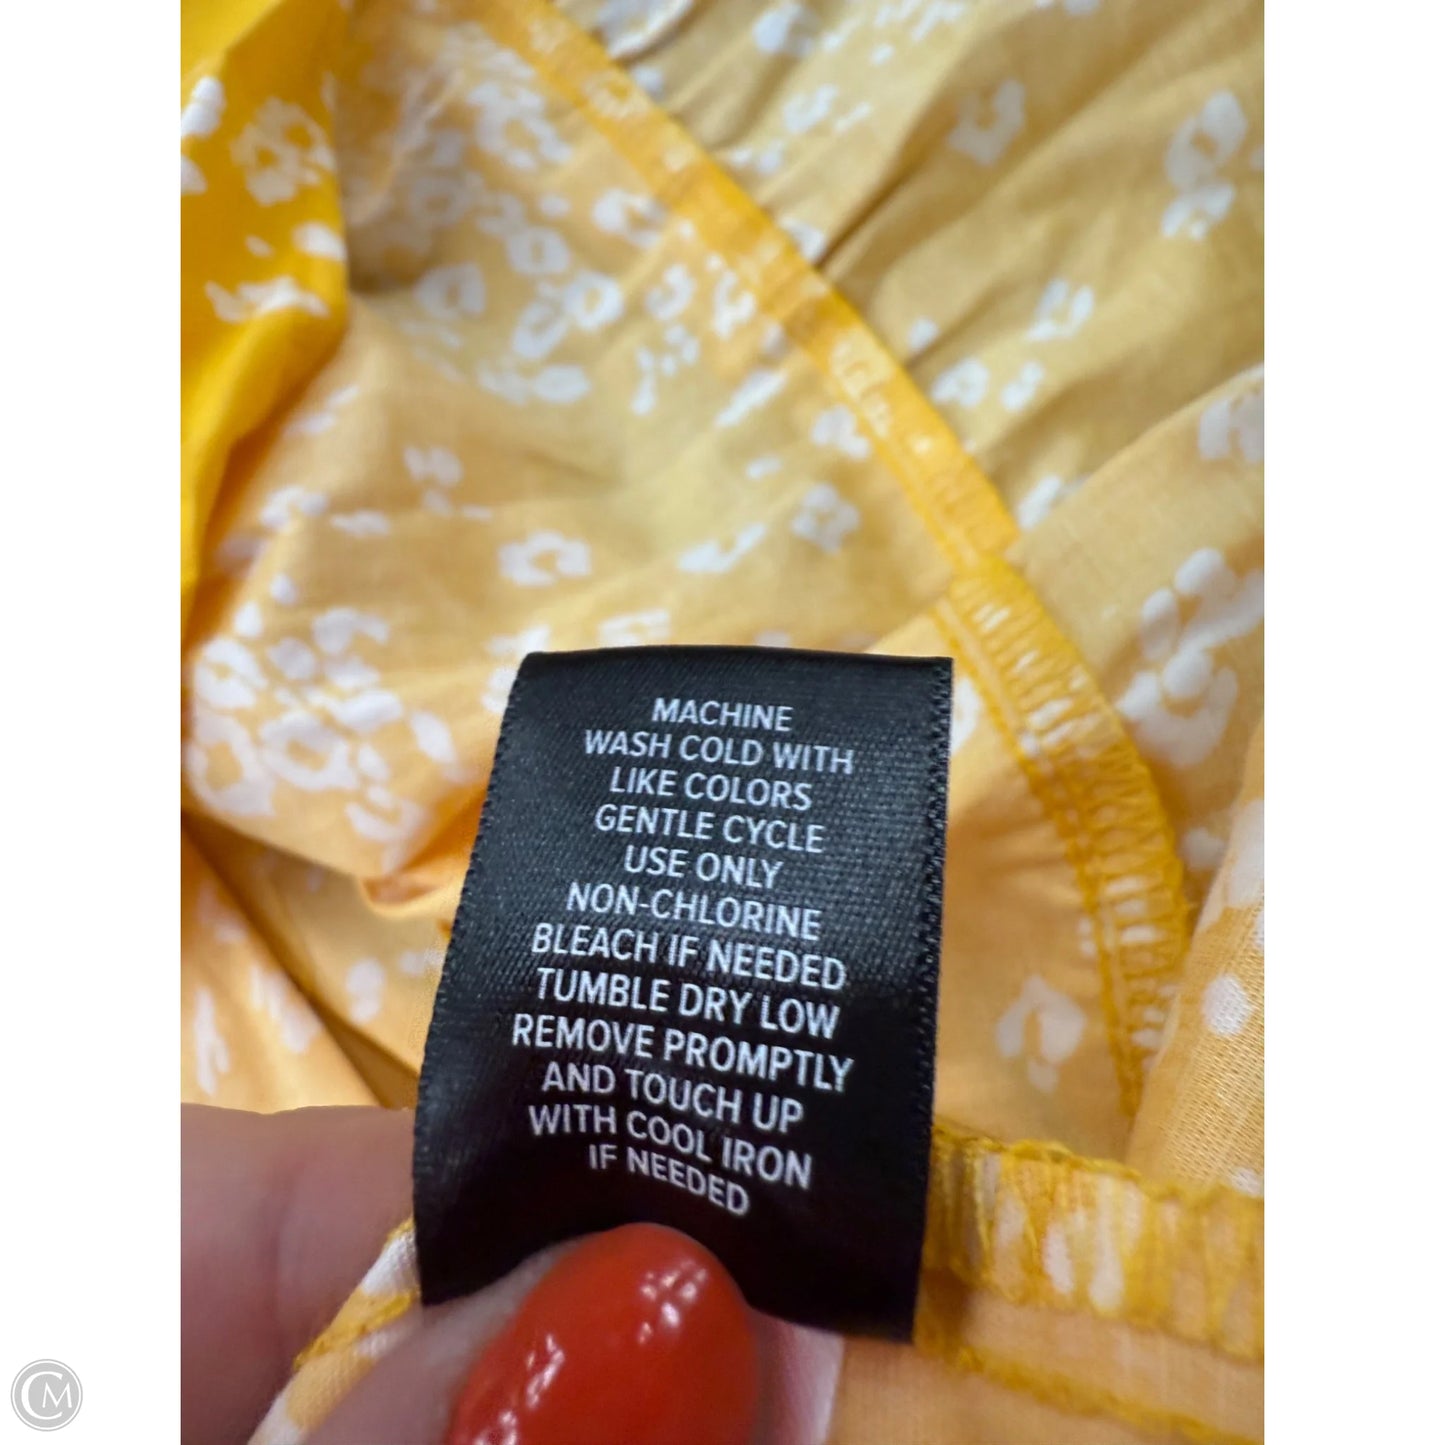 MACHINE
WASH COLD WITH
LIKE COLORS
GENTLE CYCLE
USE ONLY
NON-CHLORINE
BLEACH IF NEEDED
TUMBLE DRY LOW
REMOVE PROMPTLY
AND TOUCH UP
WITH COOL IRON
IF NEEDED
CM